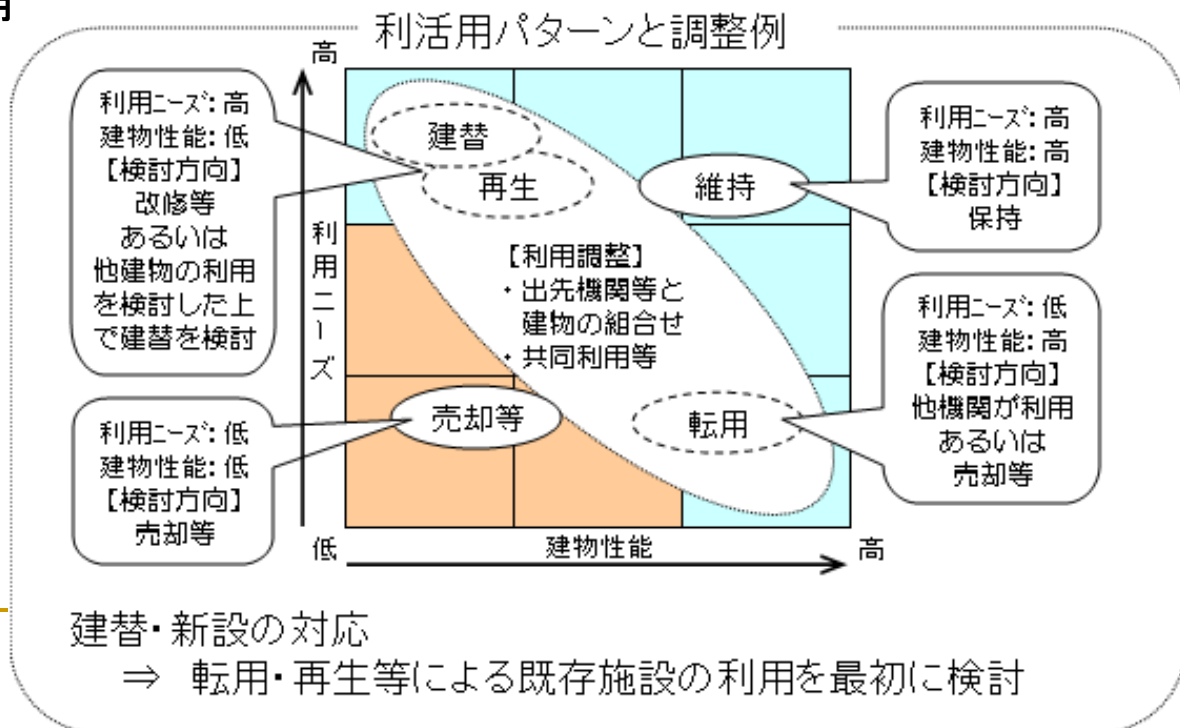 用
利活用パターンと調整例
高
利用ﾆｰｽﾞ: 高
建物性能: 低
【検討方向】
改修等
あるいは
他建物の利用
を検討した上
で建替を検討
利用ﾆｰｽﾞ: 低
建物性能: 低
【検討方向】
売却等
利用ニーズ
建替
再生
維持
【利用調整】
・出先機関等と
建物の組合せ
・共同利用等
売却等
転用
利用ﾆｰｽﾞ: 高
建物性能: 高
【検討方向】
保持
利用ﾆｰｽﾞ: 低
建物性能: 高
【検討方向】
他機関が利用
あるいは
売却等
低
建物性能
高
建替・新設の対応
⇒ 転用・再生等による既存施設の利用を最初に検討